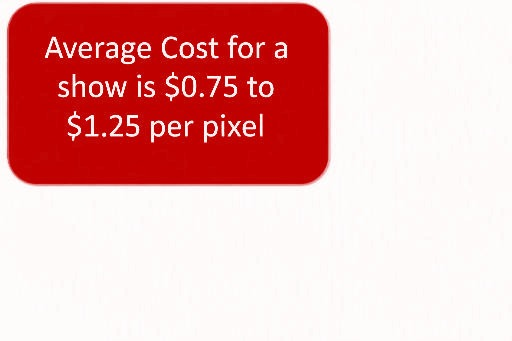 Average Cost for a
show is $0.75 to
$1.25 per pixel